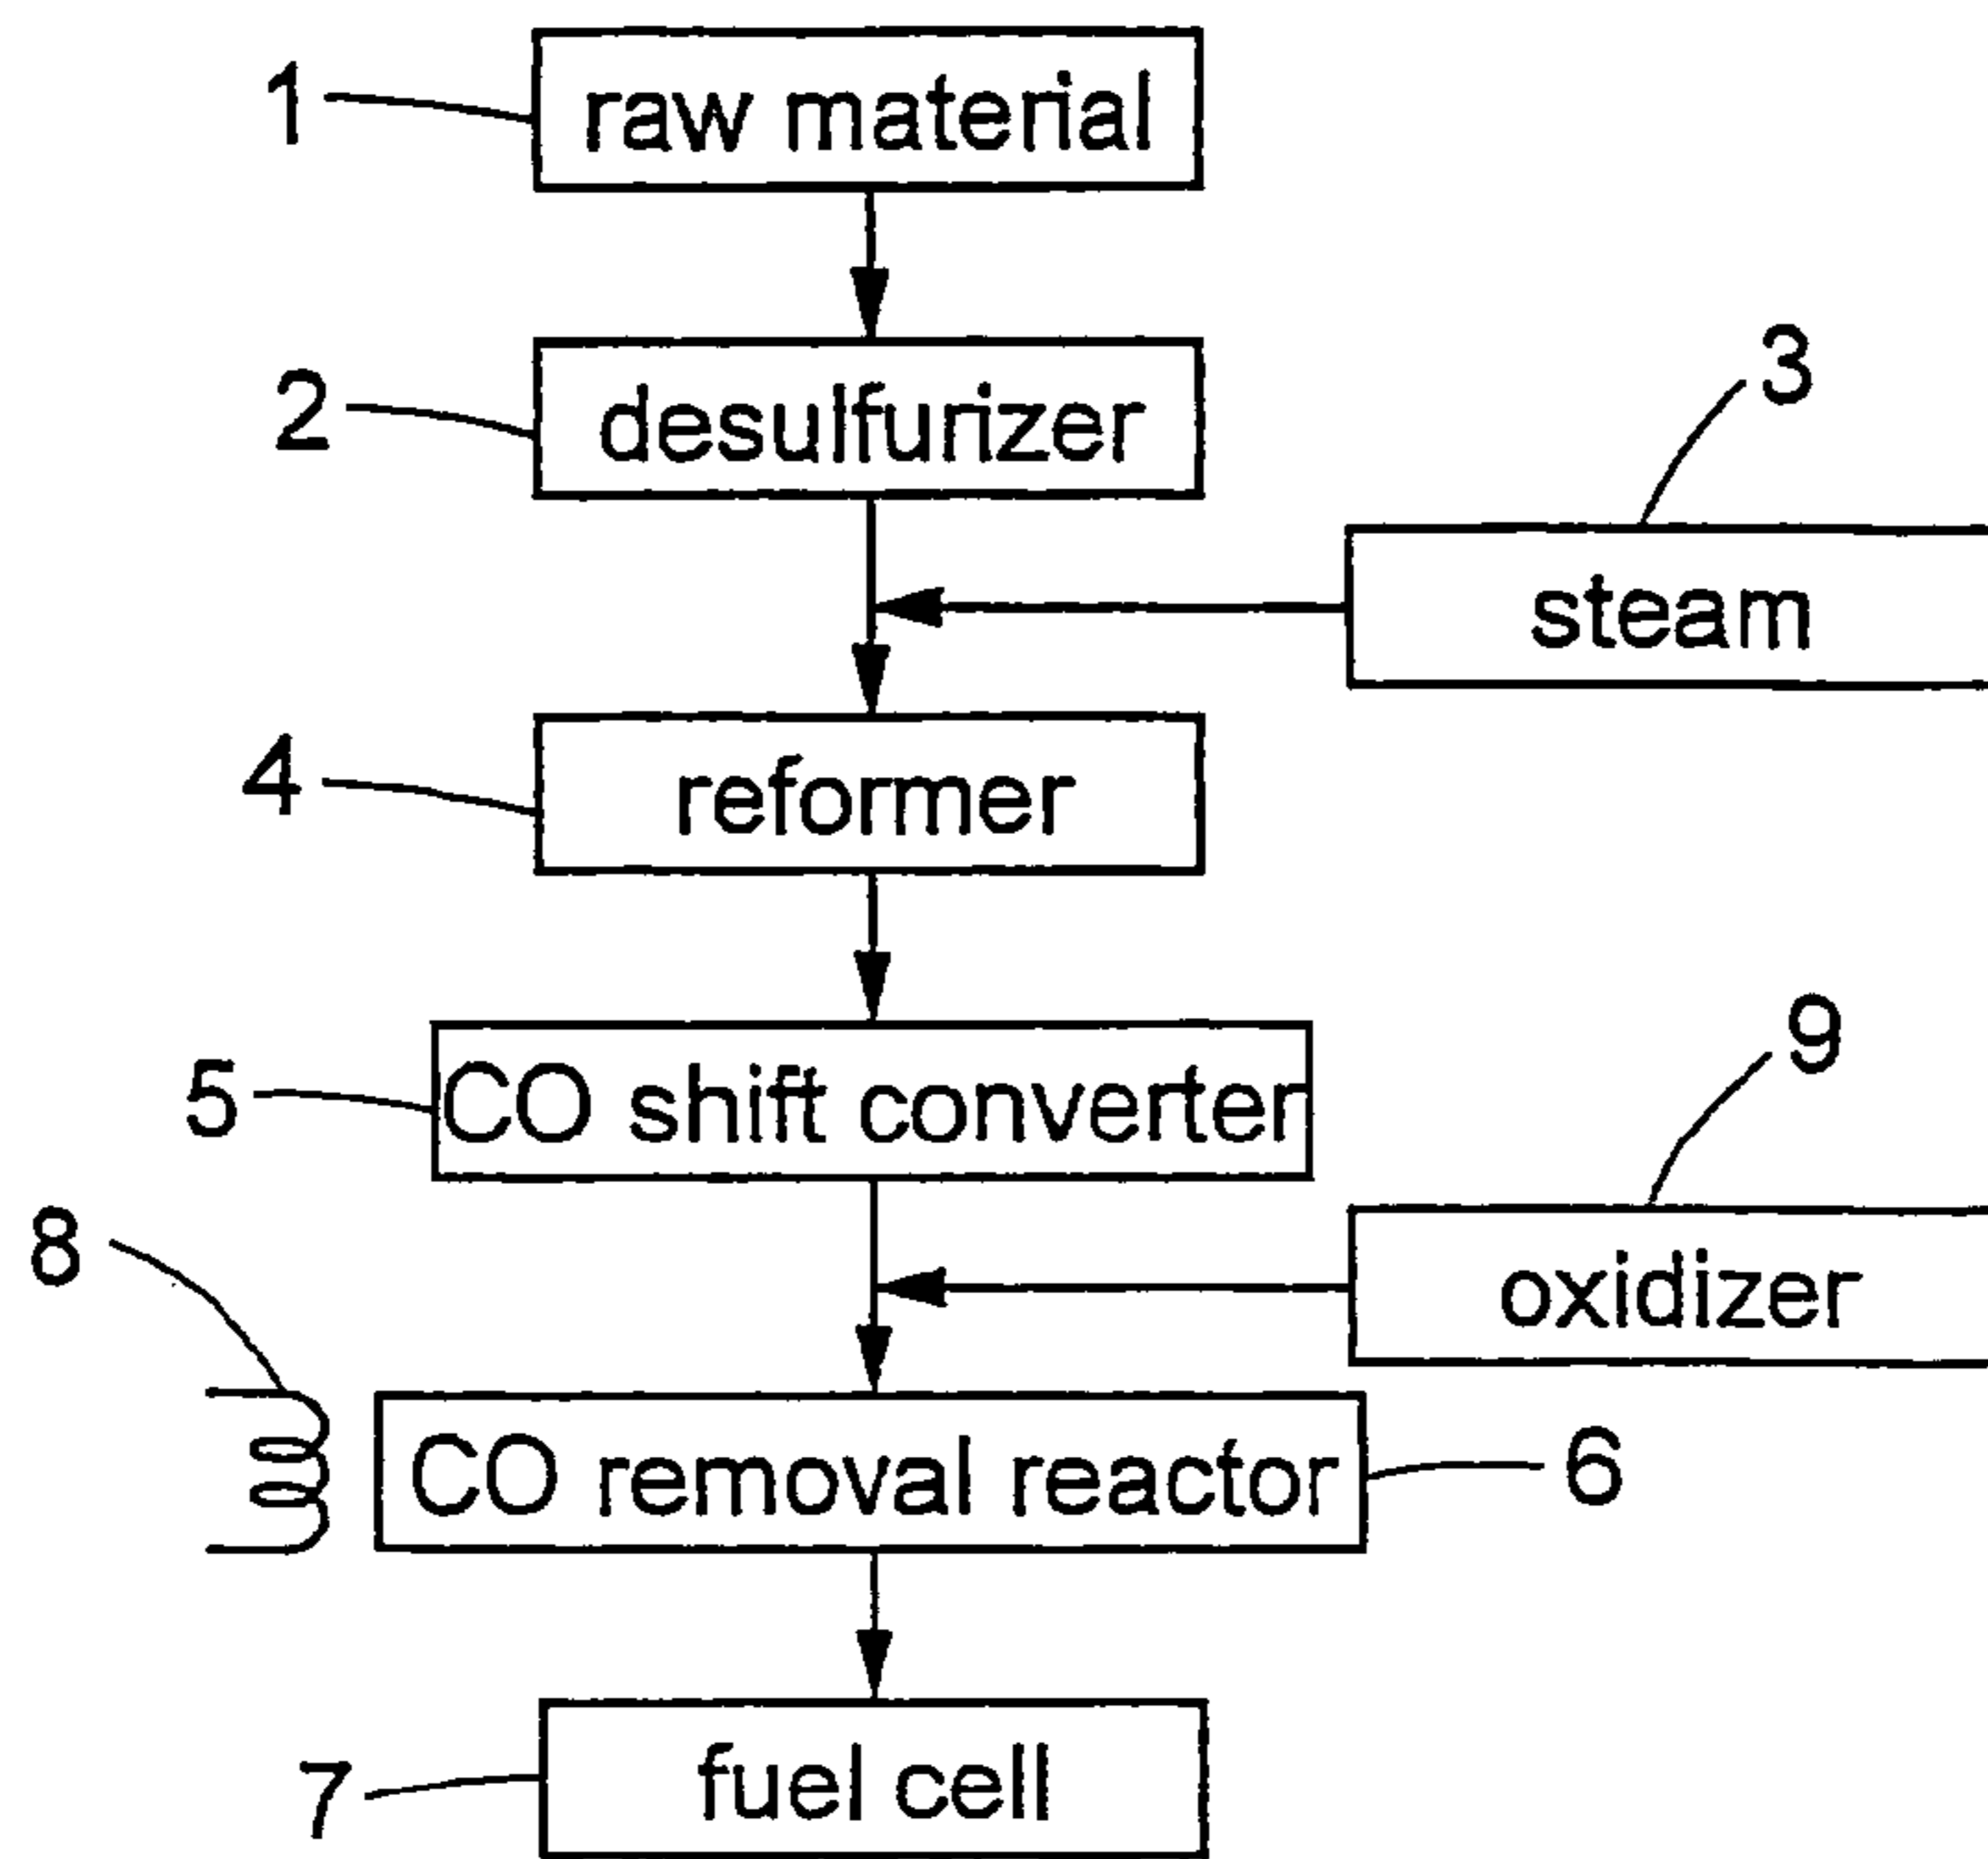 1 raw material
2 desulfurizer
3
steam
4 reformer
5 CO shift converter
9
8
oxidizer
CO removal reactor 6
7 fuel cell